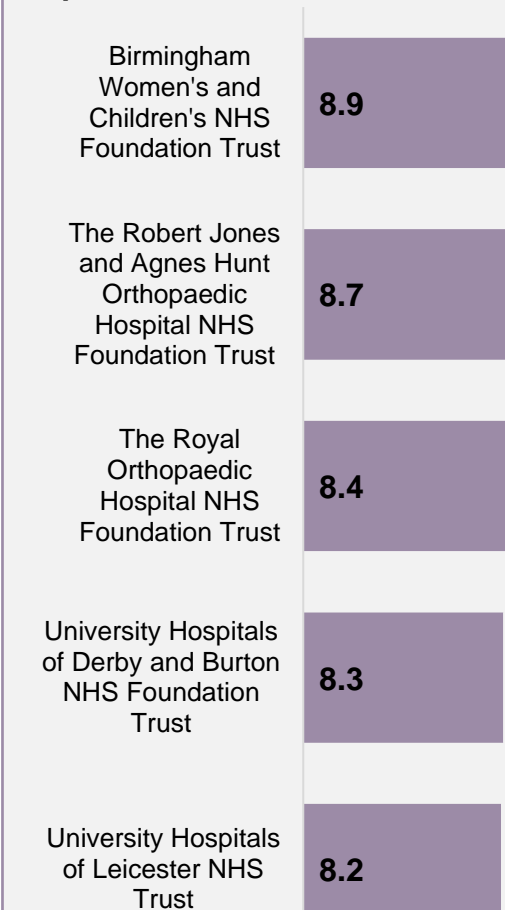 Birmingham
Women's and
Children's NHS
Foundation Trust
8.9
The Robert Jones
and Agnes Hunt
Orthopaedic
Hospital NHS
Foundation Trust
8.7
The Royal
Orthopaedic
Hospital NHS
Foundation Trust
8.4
University Hospitals
of Derby and Burton
NHS Foundation
Trust
8.3
University Hospitals
of Leicester NHS
Trust
8.2